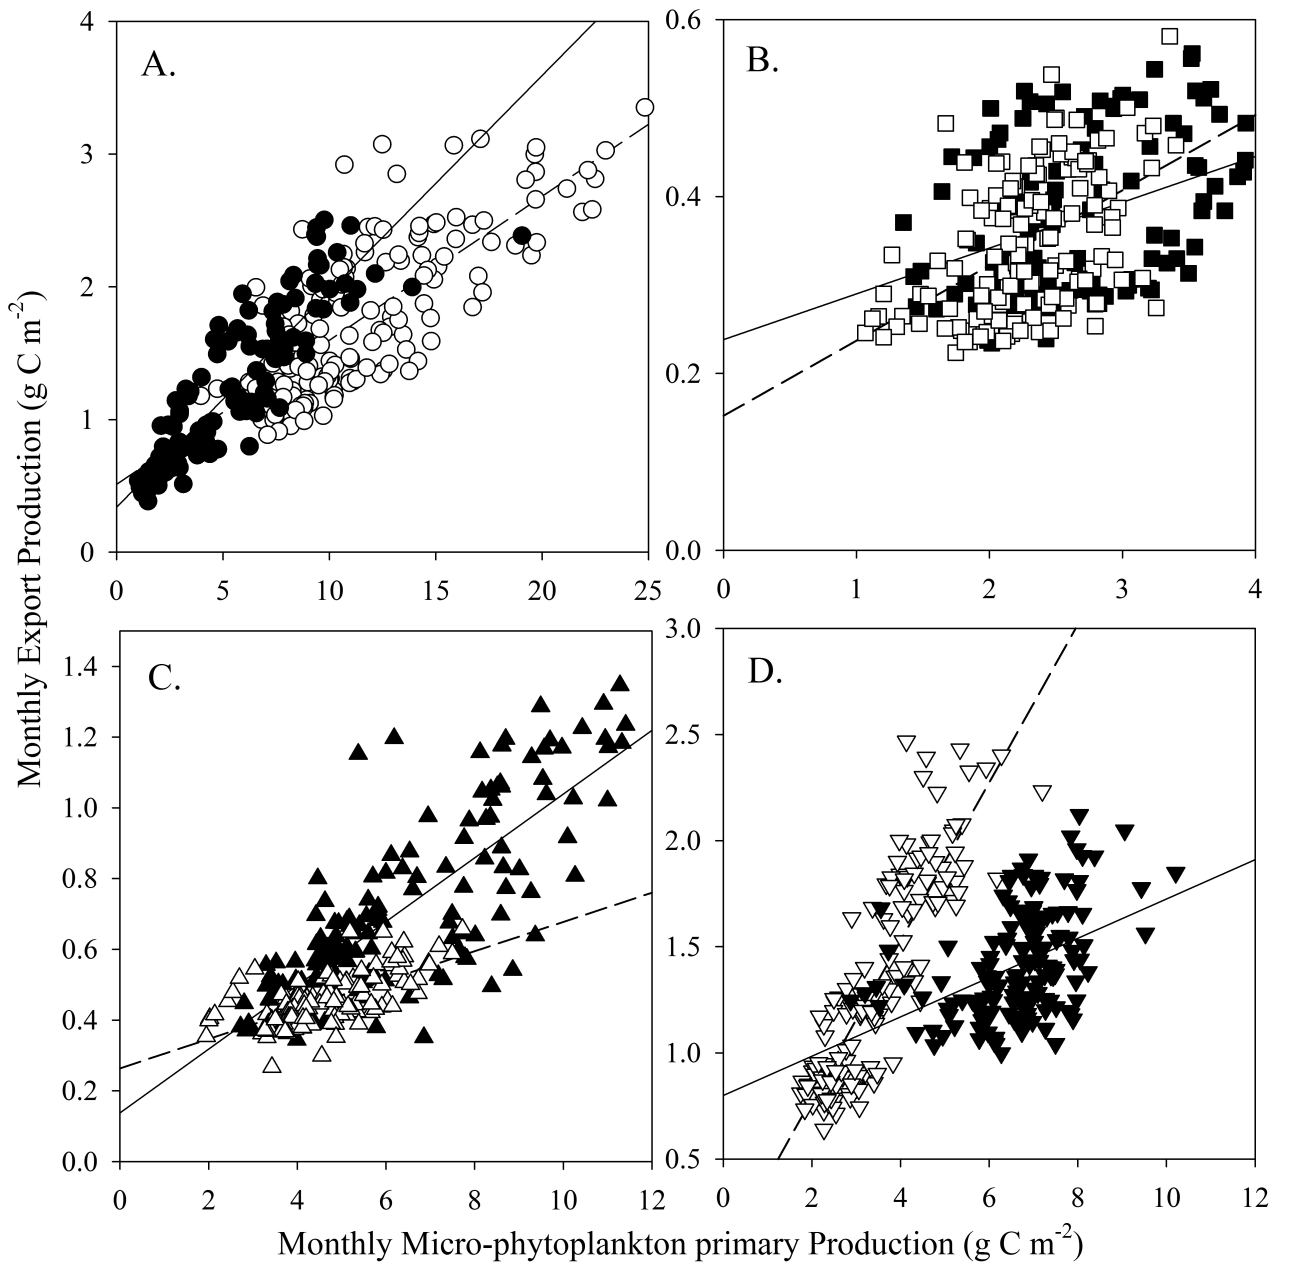 Monthly Export Production (g C m-2)
4
3
2
1
0
A.
0 5 10 15 20 25
0.6
0.4
0.2
0.0
B.
0 1 2 3 4
1.4
1.2
1.0
0.8
0.6
0.4
0.2
0.0
C.
0 2 4 6 8 10 12
3.0
2.5
2.0
1.5
1.0
0.5
D.
0 2 4 6 8 10 12
Monthly Micro-phytoplankton primary Production (g C m-2)